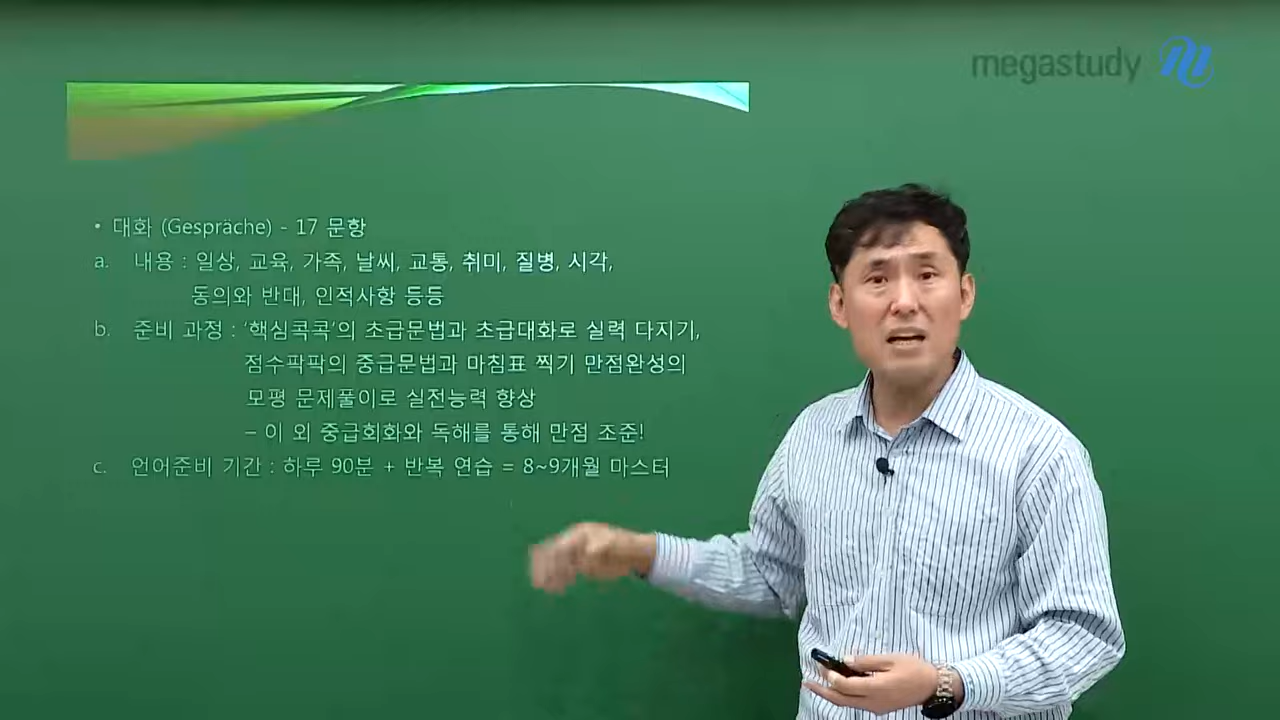 megastudy
• 대화 (Gespräche) - 17 문항
a. 내용 : 일상, 교육, 가족, 날씨, 교통, 취미, 질병, 시각,
동의와 반대, 인적사항 등등
b. 준비 과정 : '핵심콕콕'의 초급문법과 초급대화로 실력 다지기,
점수팍팍의 중급문법과 마침표 찍기 만점완성의
모평 문제풀이로 실전능력 향상
– 이 외 중급회화와 독해를 통해 만점 조준!
c. 언어준비 기간 : 하루 90분 + 반복 연습 = 8~9개월 마스터